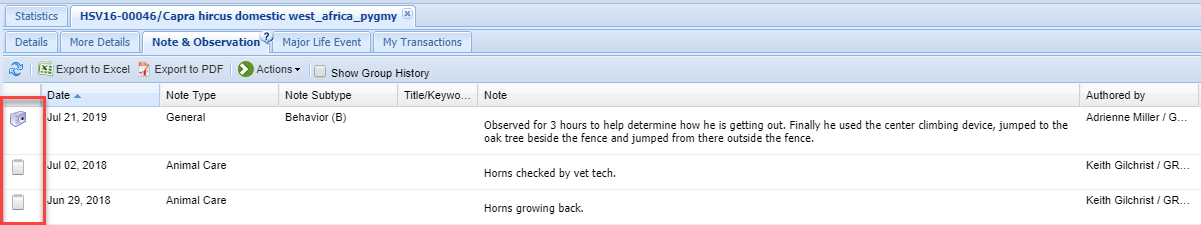 Statistics HSV16-00046/Capra hircus domestic west_africa_pygmy
Details More Details Note & Observation ? Major Life Event My Transactions
Export to Excel Export to PDF Actions Show Group History
Date Note Type Note Subtype Title/Keywo... Note Authored by
Jul 21, 2019 General Behavior (B) Adrienne Miller / G...
Observed for 3 hours to help determine how he is getting out. Finally he used the center climbing device, jumped to the
oak tree beside the fence and jumped from there outside the fence.
Jul 02, 2018 Animal Care Keith Gilchrist / GR...
Horns checked by vet tech.
Jun 29, 2018 Animal Care Keith Gilchrist / GR...
Horns growing back.